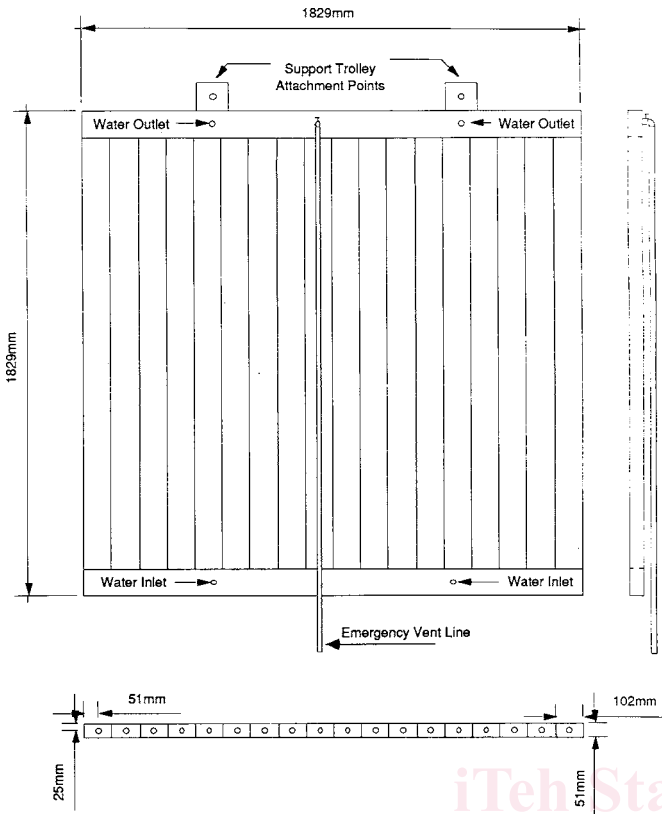 1829mm
Support Trolley
Attachment Points
Water Outlet
Water Outlet
1829mm
Water Inlet
Water Inlet
Emergency Vent Line
51mm
102mm
25mm
51mm
iTeh Sta